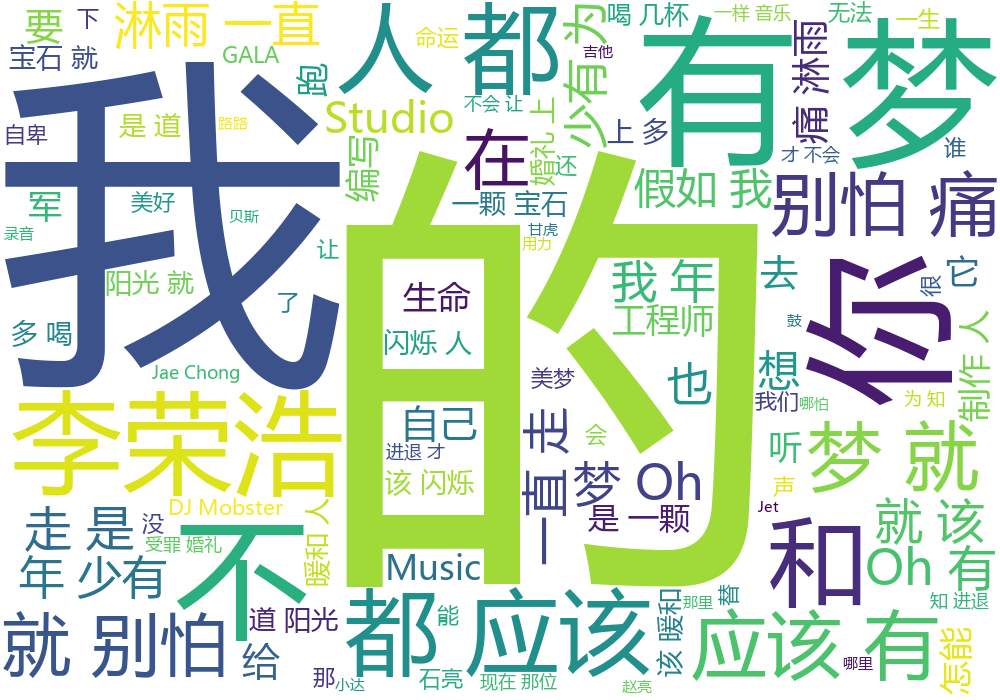 要
下
淋雨 一直
人 都
命运
少有 为
喝 几杯
一样 音乐
无法
一生
宝石 就
GALA
跑
吉他
痛 淋雨
有 梦
我
自卑
是 道
路路
Studio
不会 让
婚礼 上
上 多
才 不会
谁
编写
在
还
军
美好
贝斯
一颗 宝石
假如 我
别怕 痛
录音
甘虎
用力
让
阳光 就
的
我 年
去
你
很
它
了
生命
工程师
鼓
多 喝
闪烁 人
想
制作 人
Jae Chong
美梦
也
我们
哪怕
为 知
李荣浩
自己
进退 才
一直 走
会
听
梦 就
该 闪烁
梦 Oh
声
DJ Mobster
是 一颗
Jet
走 是
没
不
暖和 人
和
就 该
受罪 婚礼
年 少有
Music
Oh 有
道 阳光
都 应该
能
该 暖和
那里
替
知 进退
就 别怕
给
应该 有
怎能
那
小达
石亮
现在 那位
赵亮
哪里